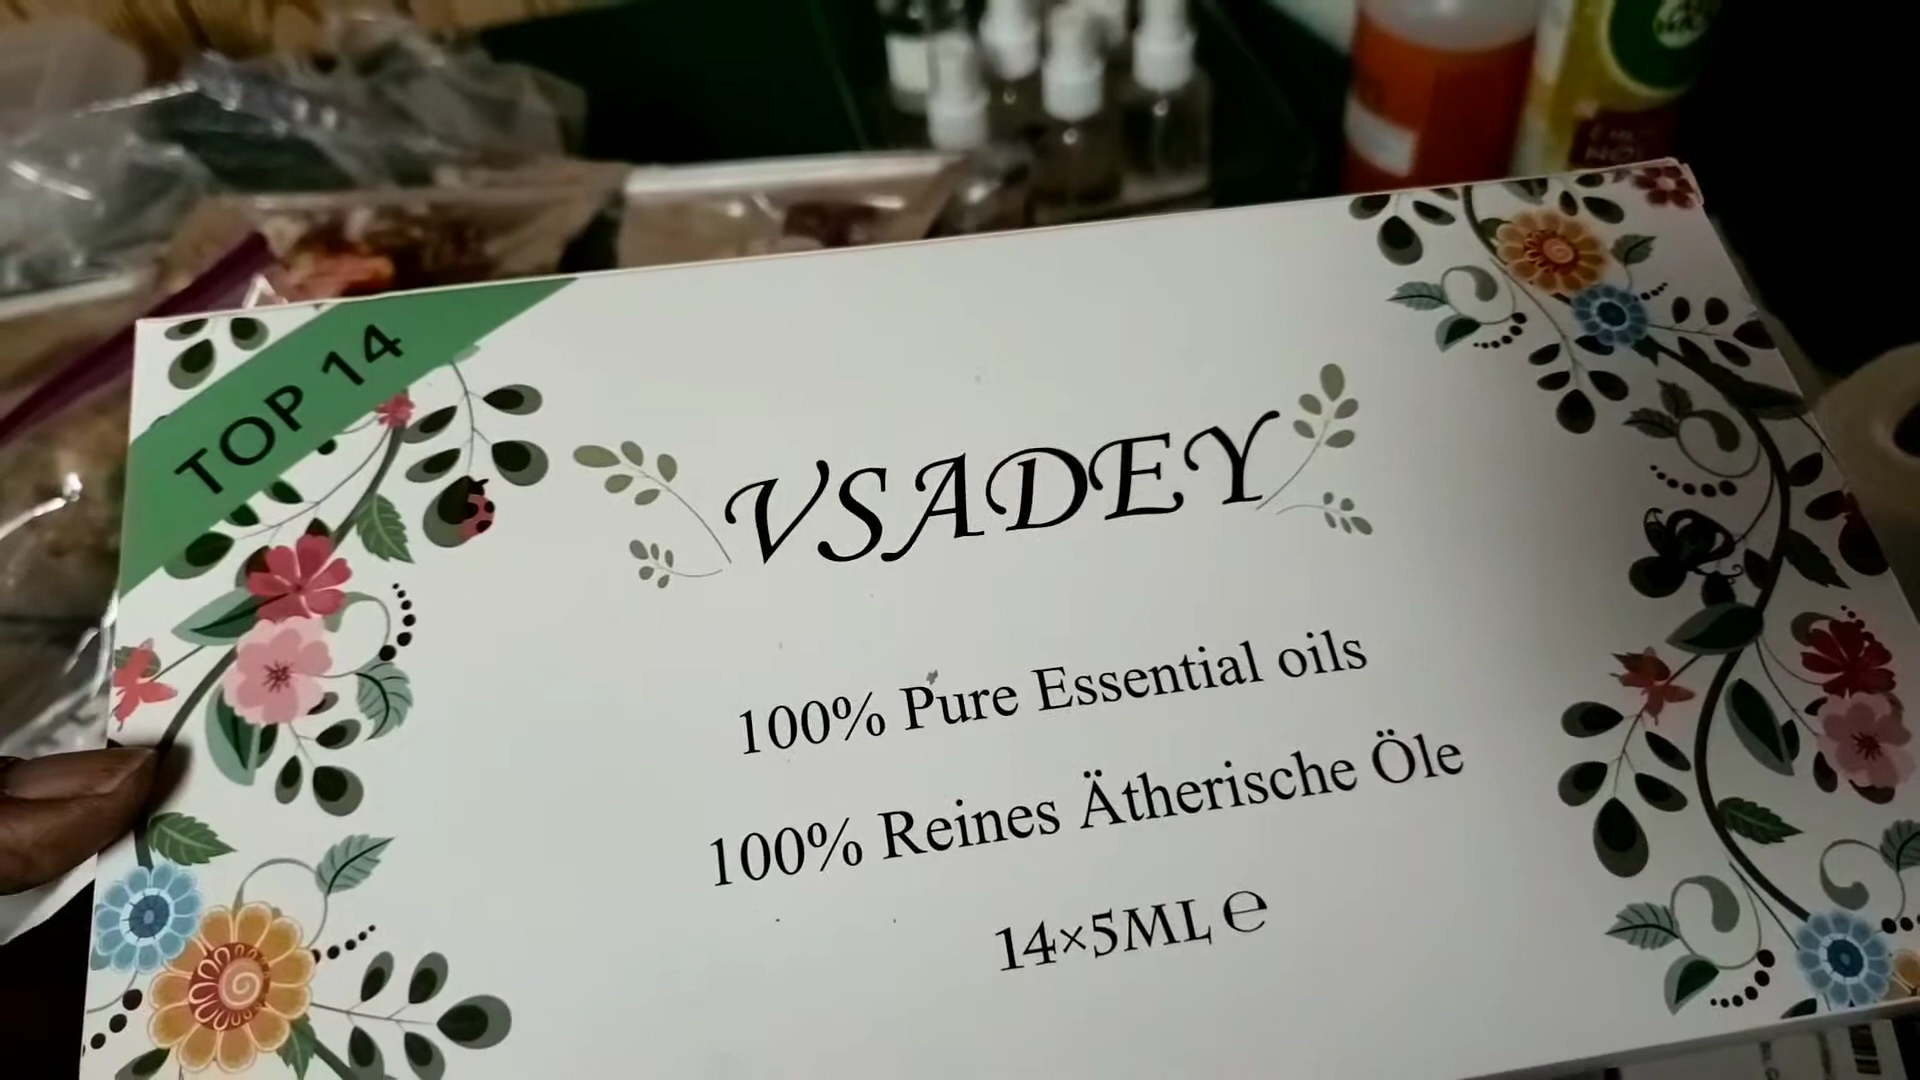 TOP 14
VSADEY
100% Pure Essential oils
100% Reines Ätherische Öle
14×5ML ℮